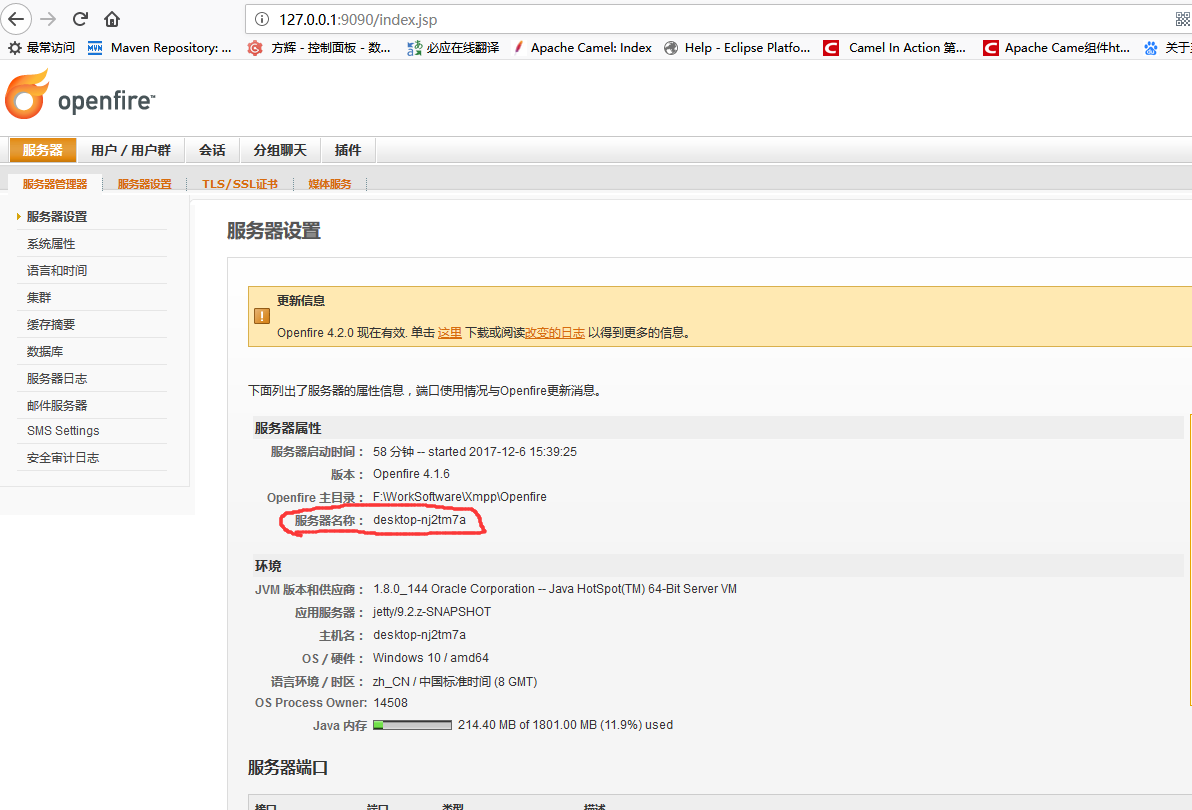 127.0.0.1:9090/index.jsp
最常访问 Maven Repository: ... 方辉 - 控制面板 - 数... 必应在线翻译 Apache Camel: Index Help - Eclipse Platfo... Camel In Action 第... Apache Came组件ht... 关于
openfire™
服务器 用户 / 用户群 会话 分组聊天 插件
服务器管理器 服务器设置 TLS/SSL证书 媒体服务
服务器设置
系统属性
语言和时间
集群
缓存摘要
数据库
服务器日志
邮件服务器
SMS Settings
安全审计日志
服务器设置
更新信息
Openfire 4.2.0 现在有效. 单击 这里 下载或阅读改变的日志 以得到更多的信息。
下面列出了服务器的属性信息，端口使用情况与Openfire更新消息。
服务器属性
服务器启动时间： 58 分钟 -- started 2017-12-6 15:39:25
版本： Openfire 4.1.6
Openfire 主目录： F:\WorkSoftware\Xmpp\Openfire
服务器名称： desktop-nj2tm7a
环境
JVM 版本和供应商： 1.8.0_144 Oracle Corporation -- Java HotSpot(TM) 64-Bit Server VM
应用服务器： jetty/9.2.z-SNAPSHOT
主机名： desktop-nj2tm7a
OS / 硬件： Windows 10 / amd64
语言环境 / 时区： zh_CN / 中国标准时间 (8 GMT)
OS Process Owner: 14508
Java 内存 214.40 MB of 1801.00 MB (11.9%) used
服务器端口
接口 端口 类型 描述